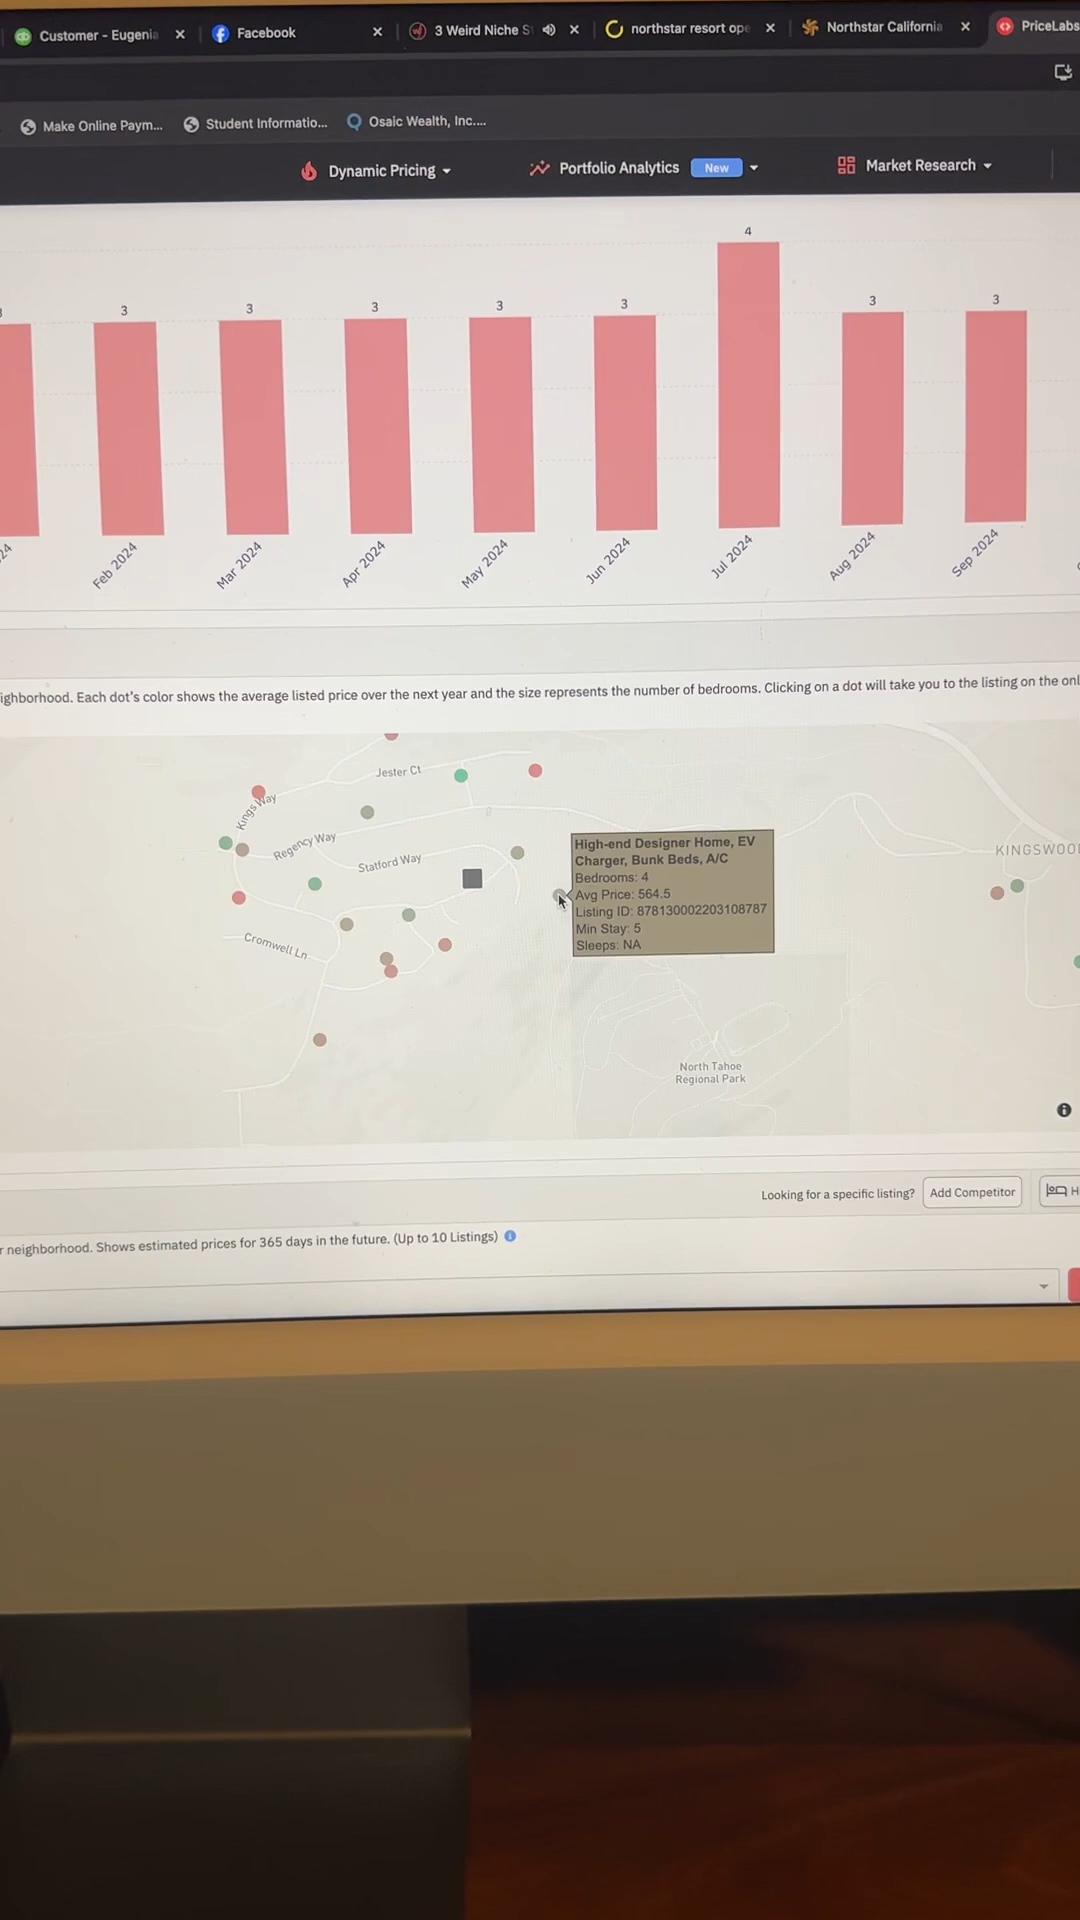 Customer - Eugenia
Facebook
3 Weird Niche S
northstar resort ope
Northstar California
PriceLabs
Make Online Paym...
Student Informatio...
Osaic Wealth, Inc....
Dynamic Pricing
Portfolio Analytics
New
Market Research
3
3
3
3
3
4
3
3
24
Feb 2024
Mar 2024
Apr 2024
May 2024
Jun 2024
Jul 2024
Aug 2024
Sep 2024
ighborhood. Each dot's color shows the average listed price over the next year and the size represents the number of bedrooms. Clicking on a dot will take you to the listing on the onl
Jester Ct
Kings Way
Regency Way
Statford Way
Cromwell Ln
KINGSWOOD
High-end Designer Home, EV
Charger, Bunk Beds, A/C
Bedrooms: 4
Avg Price: 564.5
Listing ID: 878130002203108787
Min Stay: 5
Sleeps: NA
North Tahoe
Regional Park
Looking for a specific listing?
Add Competitor
H
r neighborhood. Shows estimated prices for 365 days in the future. (Up to 10 Listings)